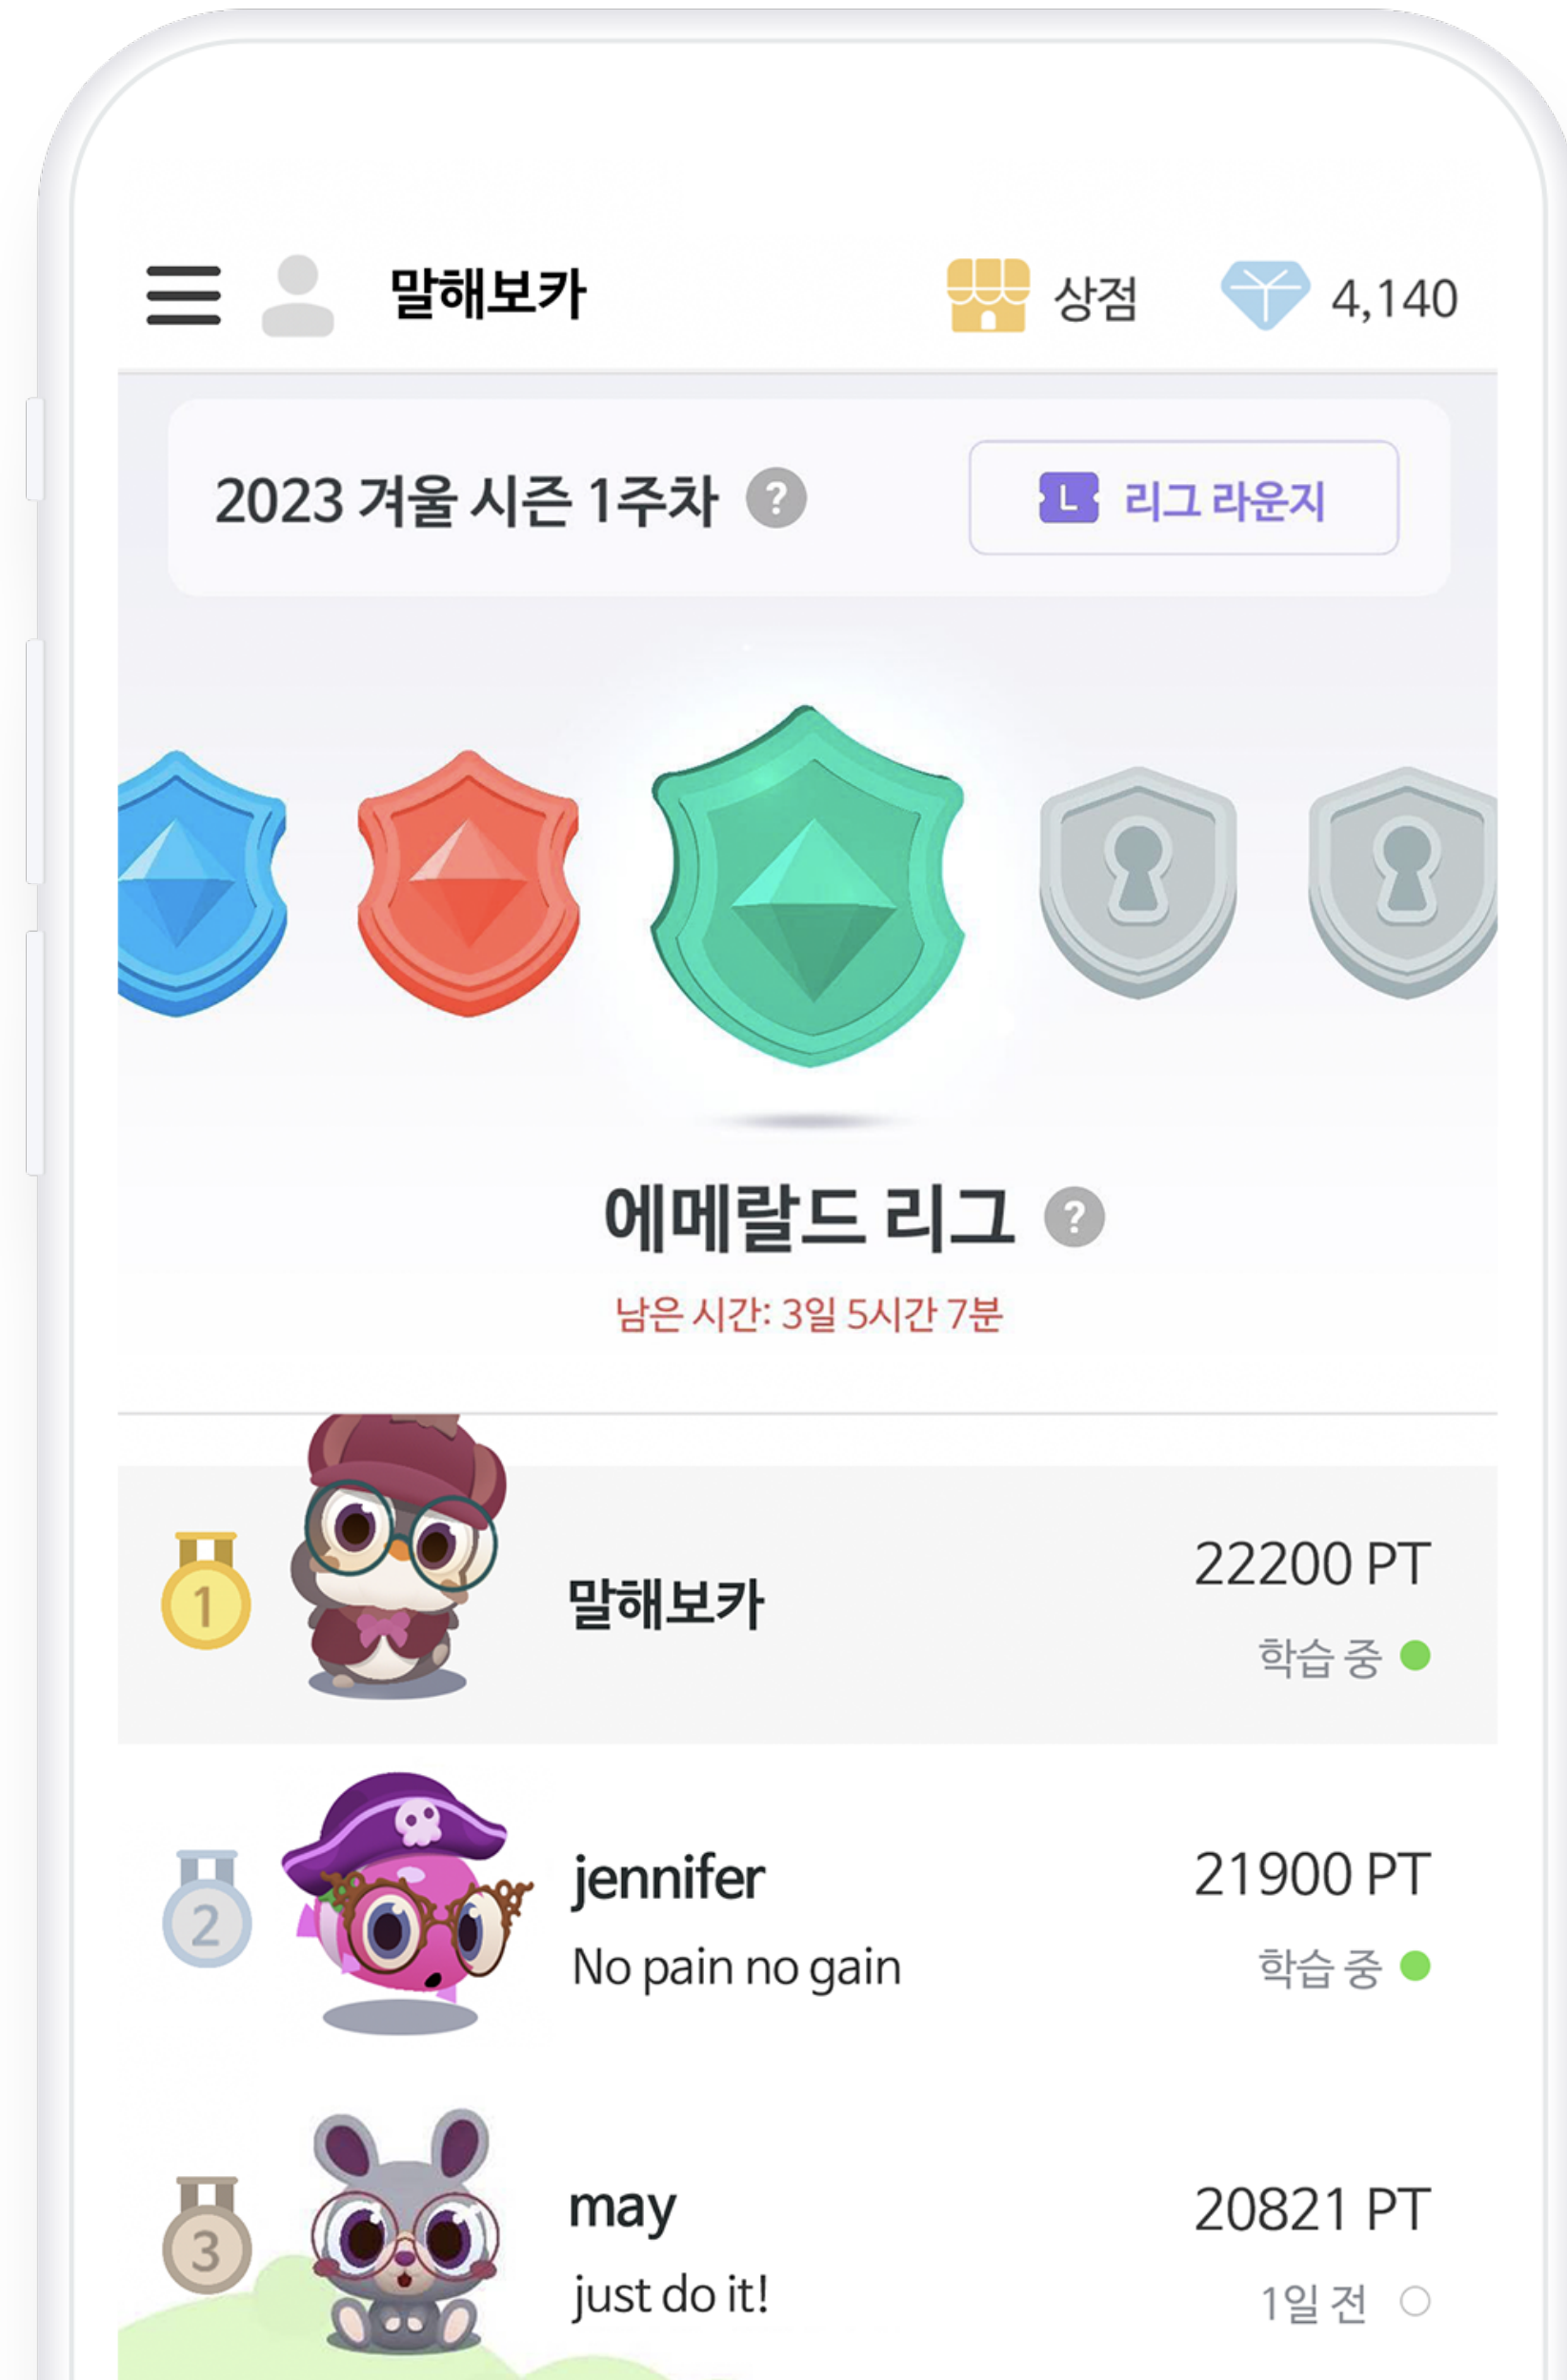 말해보카
상점
4,140
2023 겨울 시즌 1주차 ?
L 리그 라운지
에메랄드 리그 ?
남은 시간: 3일 5시간 7분
1
말해보카
22200 PT
학습 중
2
jennifer
No pain no gain
21900 PT
학습 중
3
may
just do it!
20821 PT
1일 전